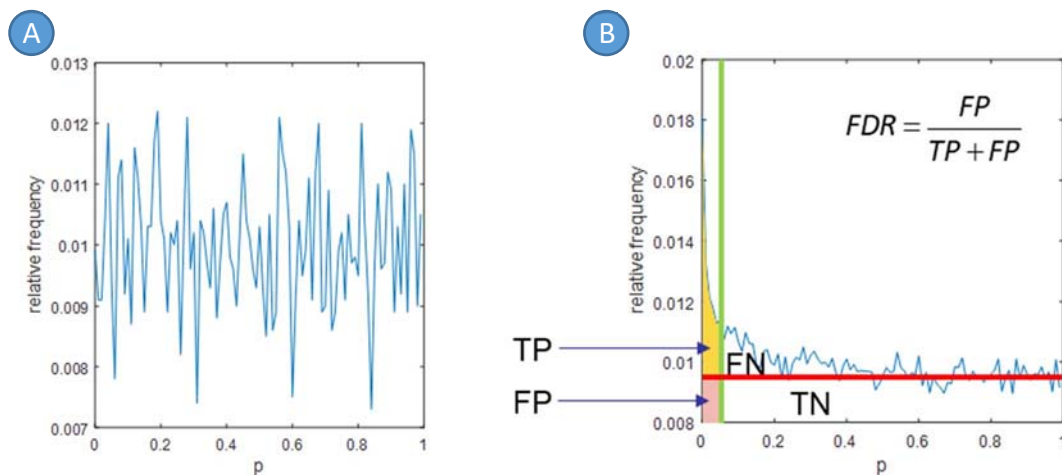 A
relative frequency
0.013
0.012
0.011
0.01
0.009
0.008
0.007
0
0.2
0.4
0.6
0.8
1
p
B
relative frequency
0.02
0.018
0.016
0.014
0.012
0.01
0.008
FDR = FP / TP + FP
TP
FP
FN
TN
0
0.2
0.4
0.6
0.8
1
p